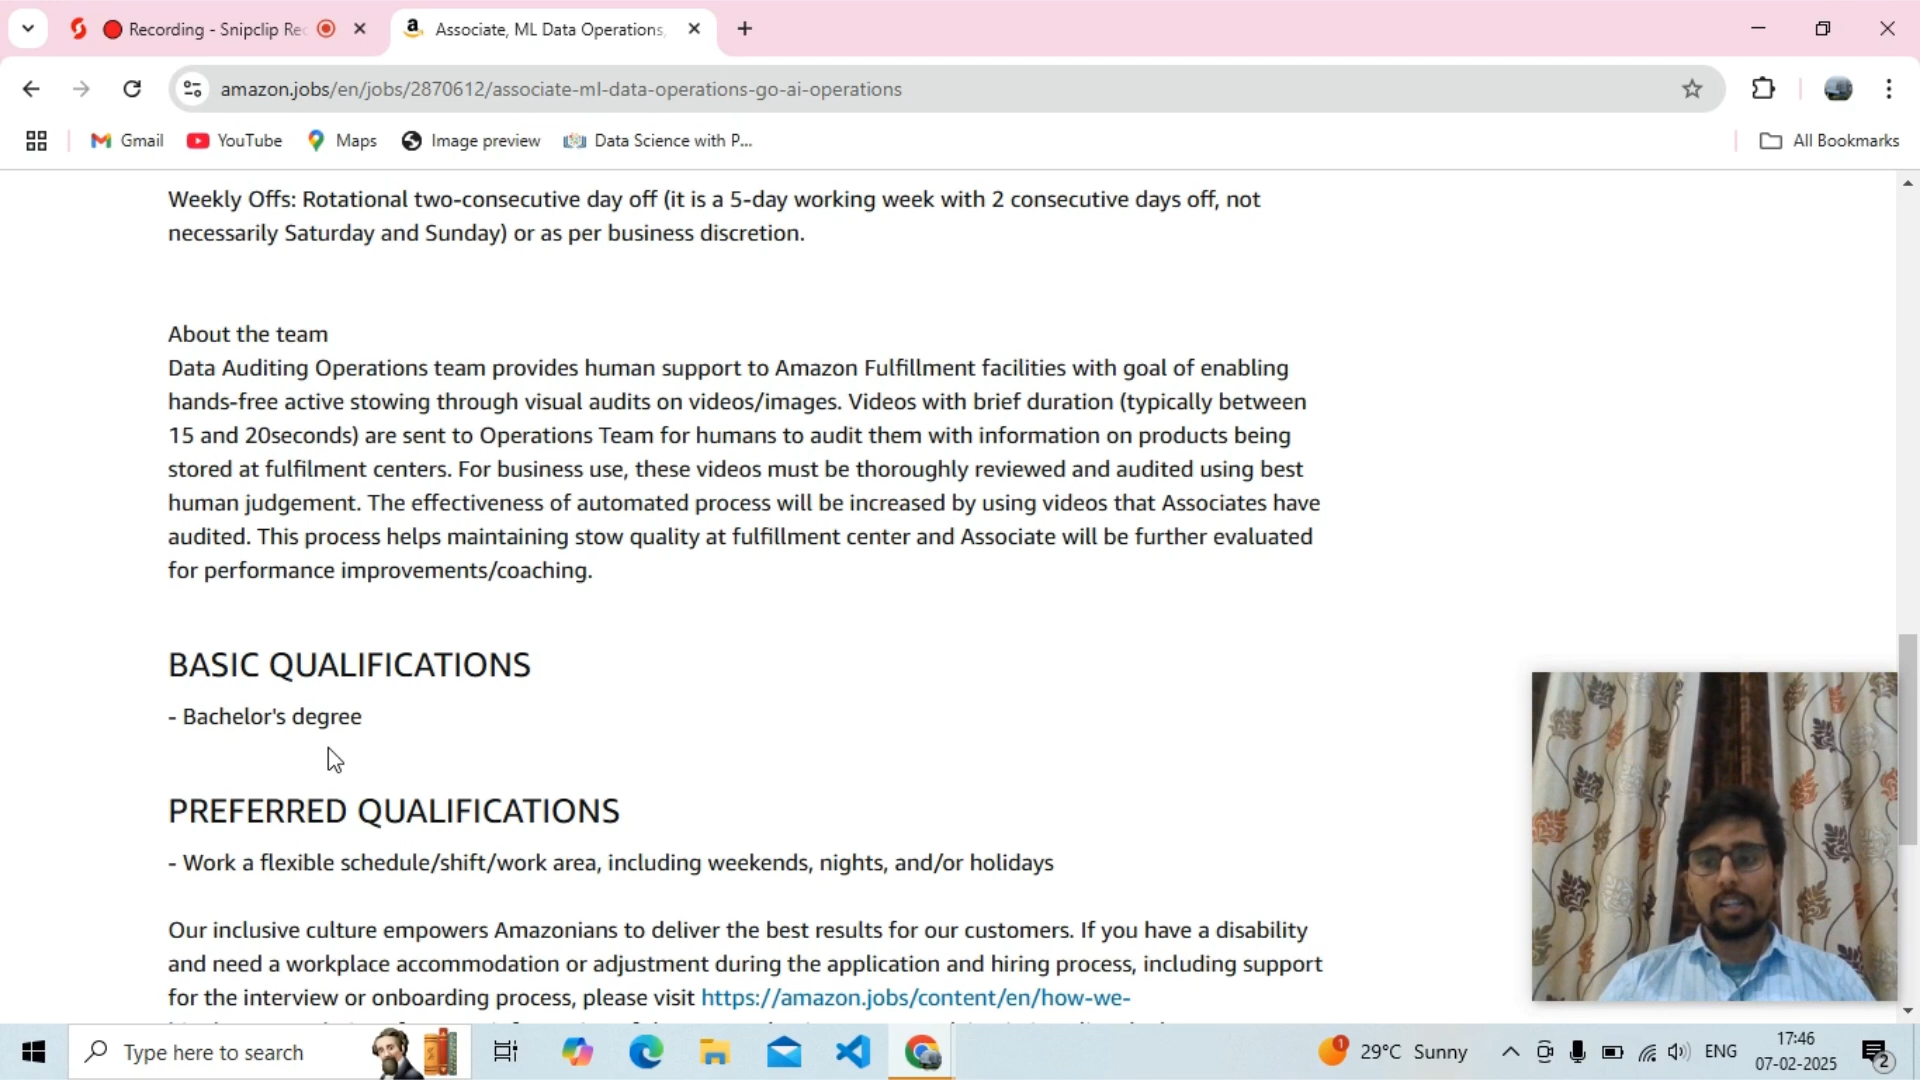 Recording - Snipclip Rec
Associate, ML Data Operations,
amazon.jobs/en/jobs/2870612/associate-ml-data-operations-go-ai-operations
Gmail
YouTube
Maps
Image preview
Data Science with P...
All Bookmarks
Weekly Offs: Rotational two-consecutive day off (it is a 5-day working week with 2 consecutive days off, not
necessarily Saturday and Sunday) or as per business discretion.
About the team
Data Auditing Operations team provides human support to Amazon Fulfillment facilities with goal of enabling
hands-free active stowing through visual audits on videos/images. Videos with brief duration (typically between
15 and 20seconds) are sent to Operations Team for humans to audit them with information on products being
stored at fulfilment centers. For business use, these videos must be thoroughly reviewed and audited using best
human judgement. The effectiveness of automated process will be increased by using videos that Associates have
audited. This process helps maintaining stow quality at fulfillment center and Associate will be further evaluated
for performance improvements/coaching.
BASIC QUALIFICATIONS
- Bachelor's degree
PREFERRED QUALIFICATIONS
- Work a flexible schedule/shift/work area, including weekends, nights, and/or holidays
Our inclusive culture empowers Amazonians to deliver the best results for our customers. If you have a disability
and need a workplace accommodation or adjustment during the application and hiring process, including support
for the interview or onboarding process, please visit https://amazon.jobs/content/en/how-we-
Type here to search
1
29°C Sunny
ENG
17:46
07-02-2025
2